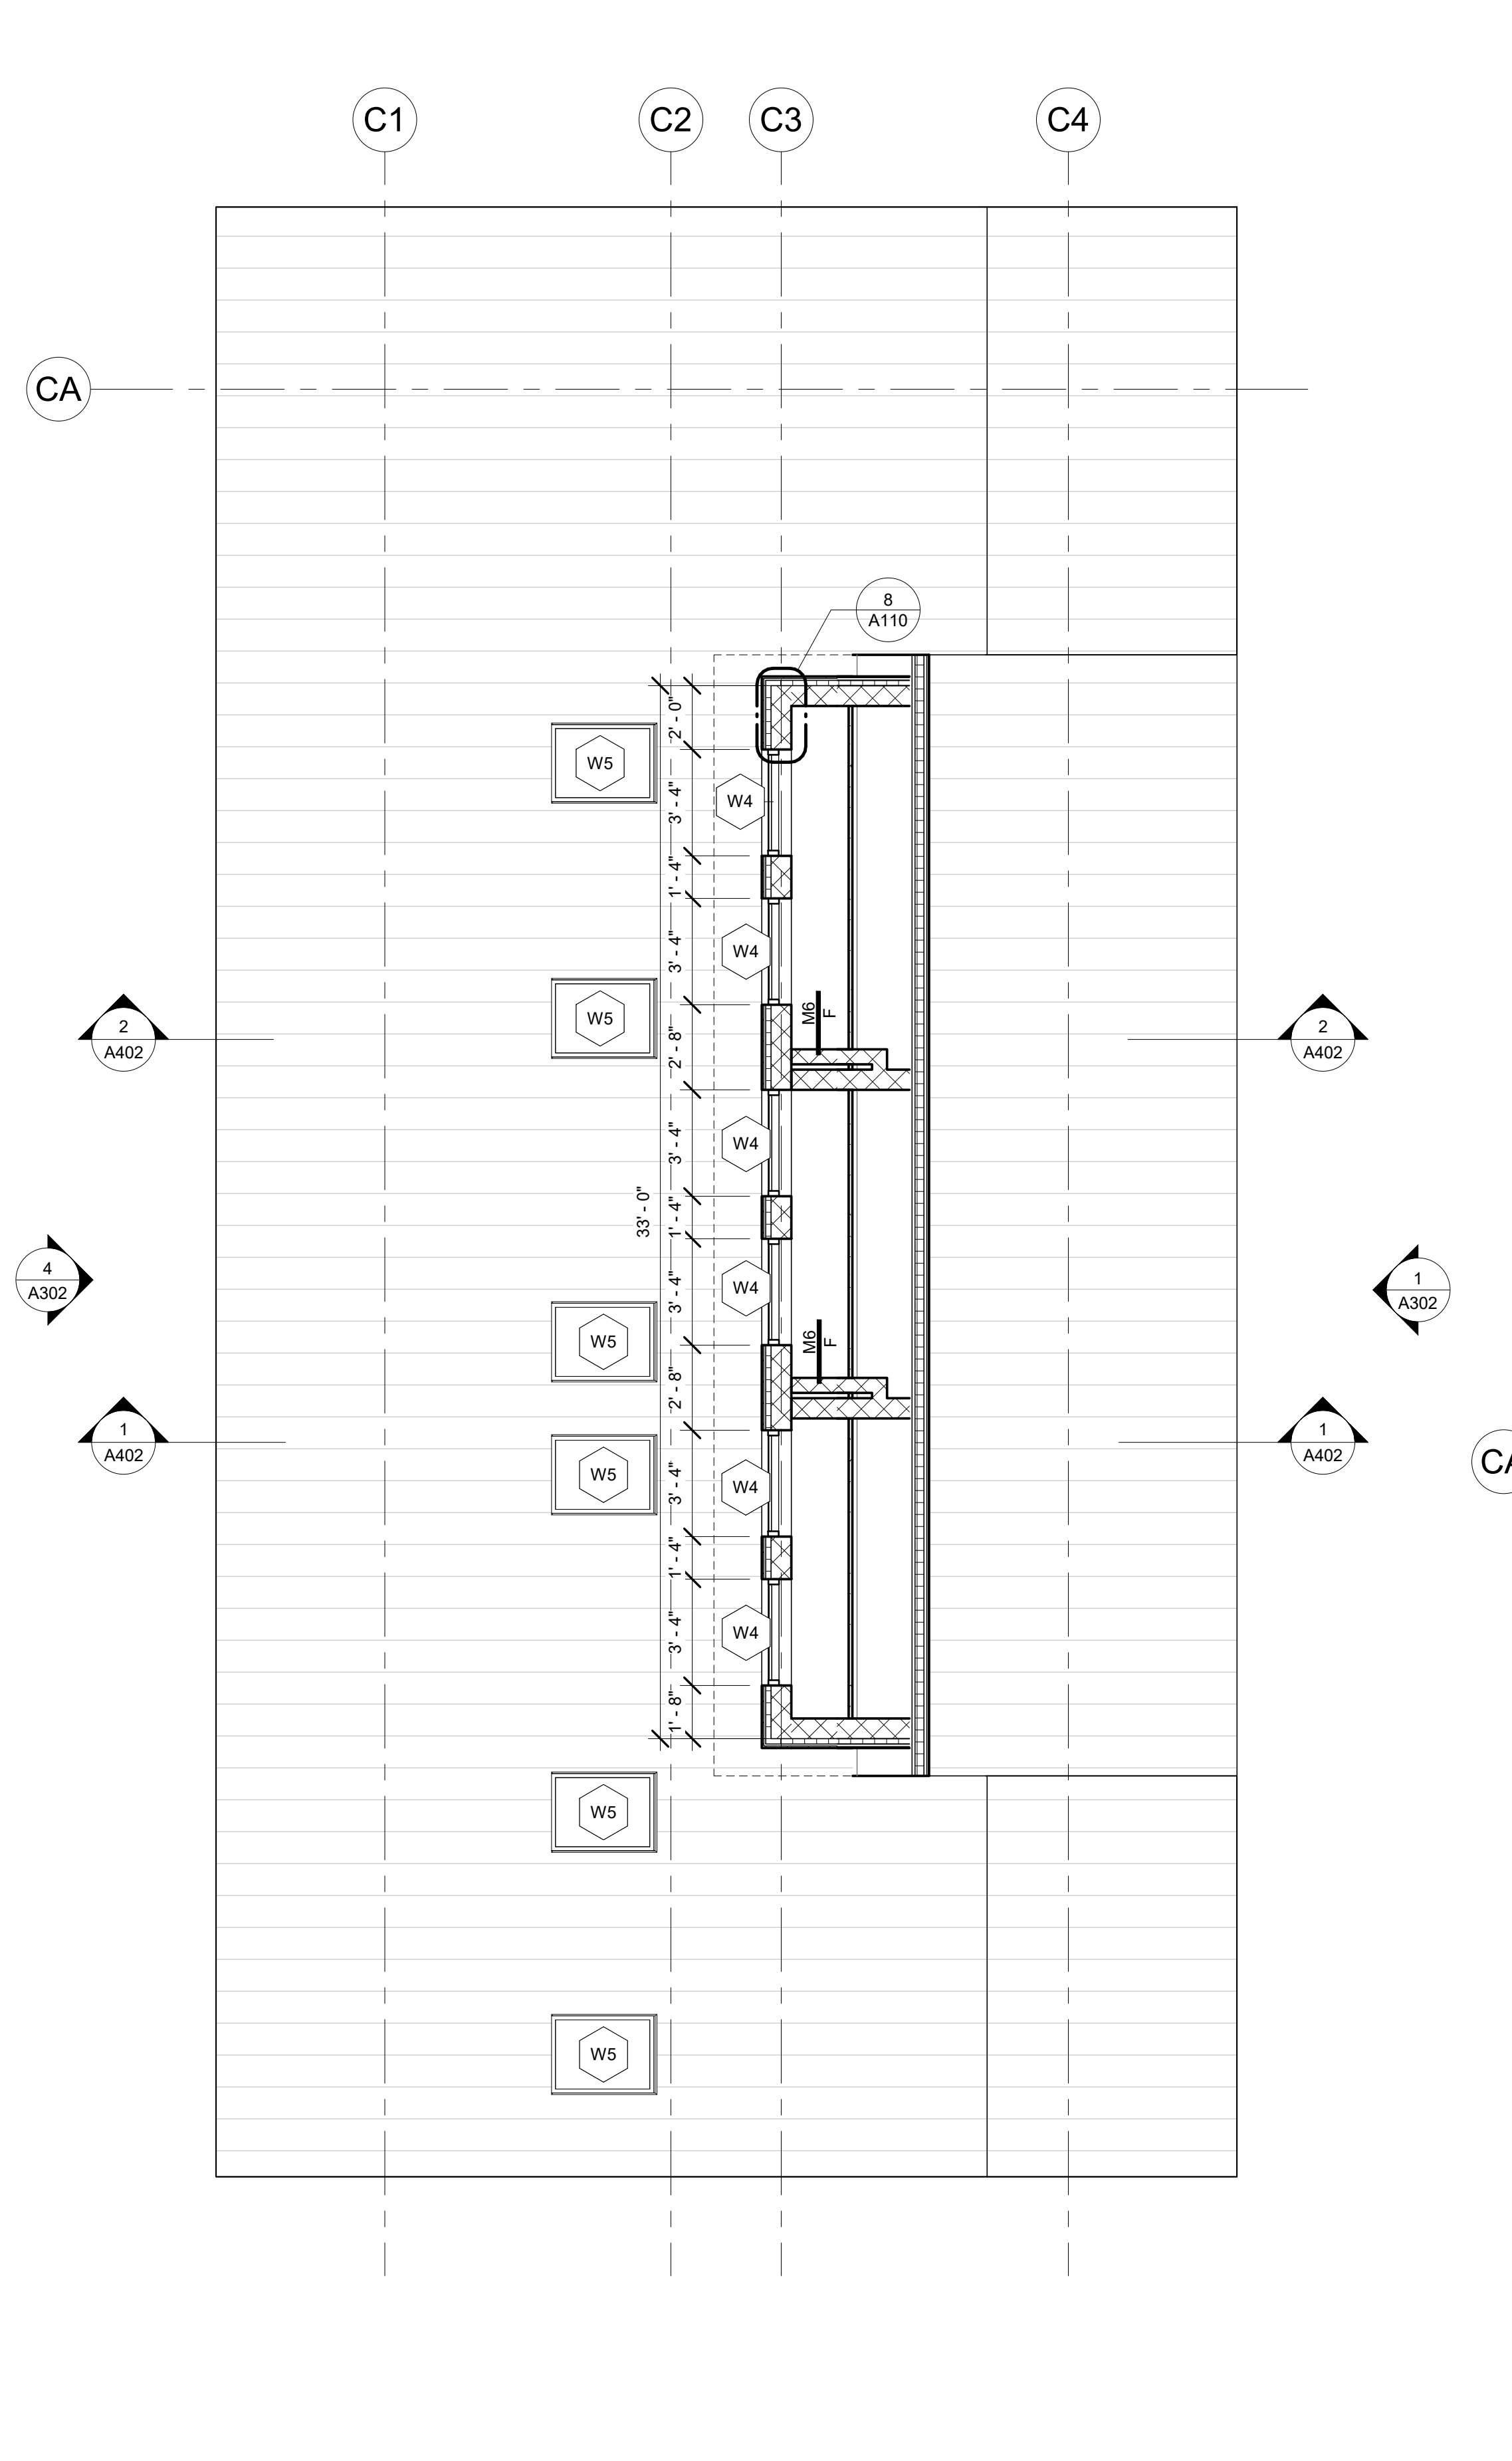 C1
C2
C3
C4
CA
8
A110
2' - 0"
W5
3' - 4"
W4
1' - 4"
3' - 4"
W4
M6
F
W5
2
A402
2' - 8"
2
A402
3' - 4"
W4
33' - 0"
1' - 4"
4
A302
3' - 4"
W4
1
A302
W5
M6
F
2' - 8"
1
A402
1
A402
W5
3' - 4"
W4
1' - 4"
3' - 4"
W4
1' - 8"
W5
W5